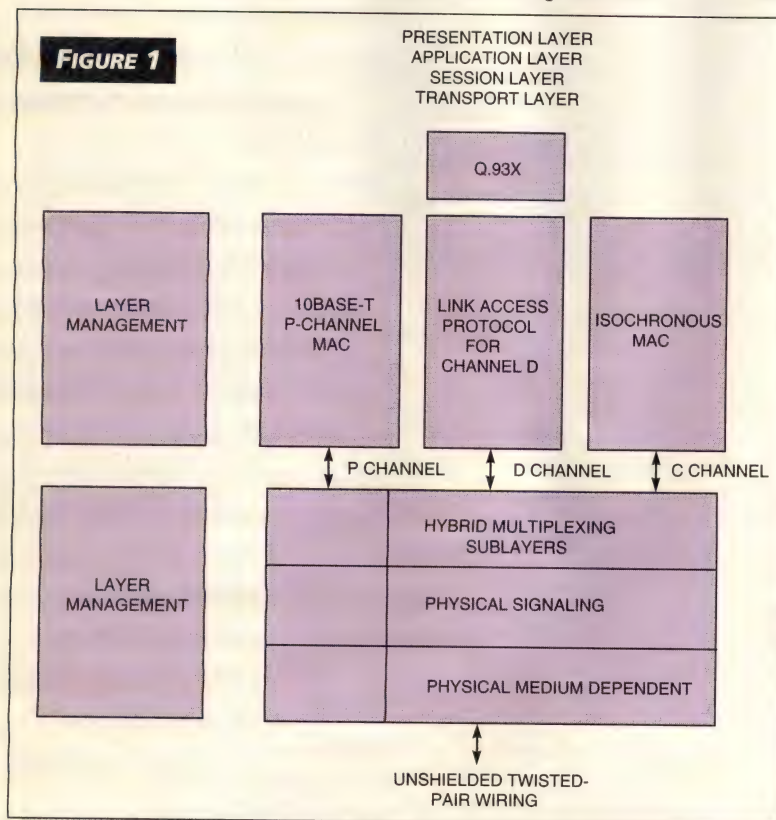 FIGURE 1
PRESENTATION LAYER
APPLICATION LAYER
SESSION LAYER
TRANSPORT LAYER
Q.93X
LAYER
MANAGEMENT
10BASE-T
P-CHANNEL
MAC
LINK ACCESS
PROTOCOL
FOR
CHANNEL D
ISOCHRONOUS
MAC
P CHANNEL
D CHANNEL
C CHANNEL
LAYER
MANAGEMENT
HYBRID MULTIPLEXING
SUBLAYERS
PHYSICAL SIGNALING
PHYSICAL MEDIUM DEPENDENT
UNSHIELDED TWISTED-
PAIR WIRING